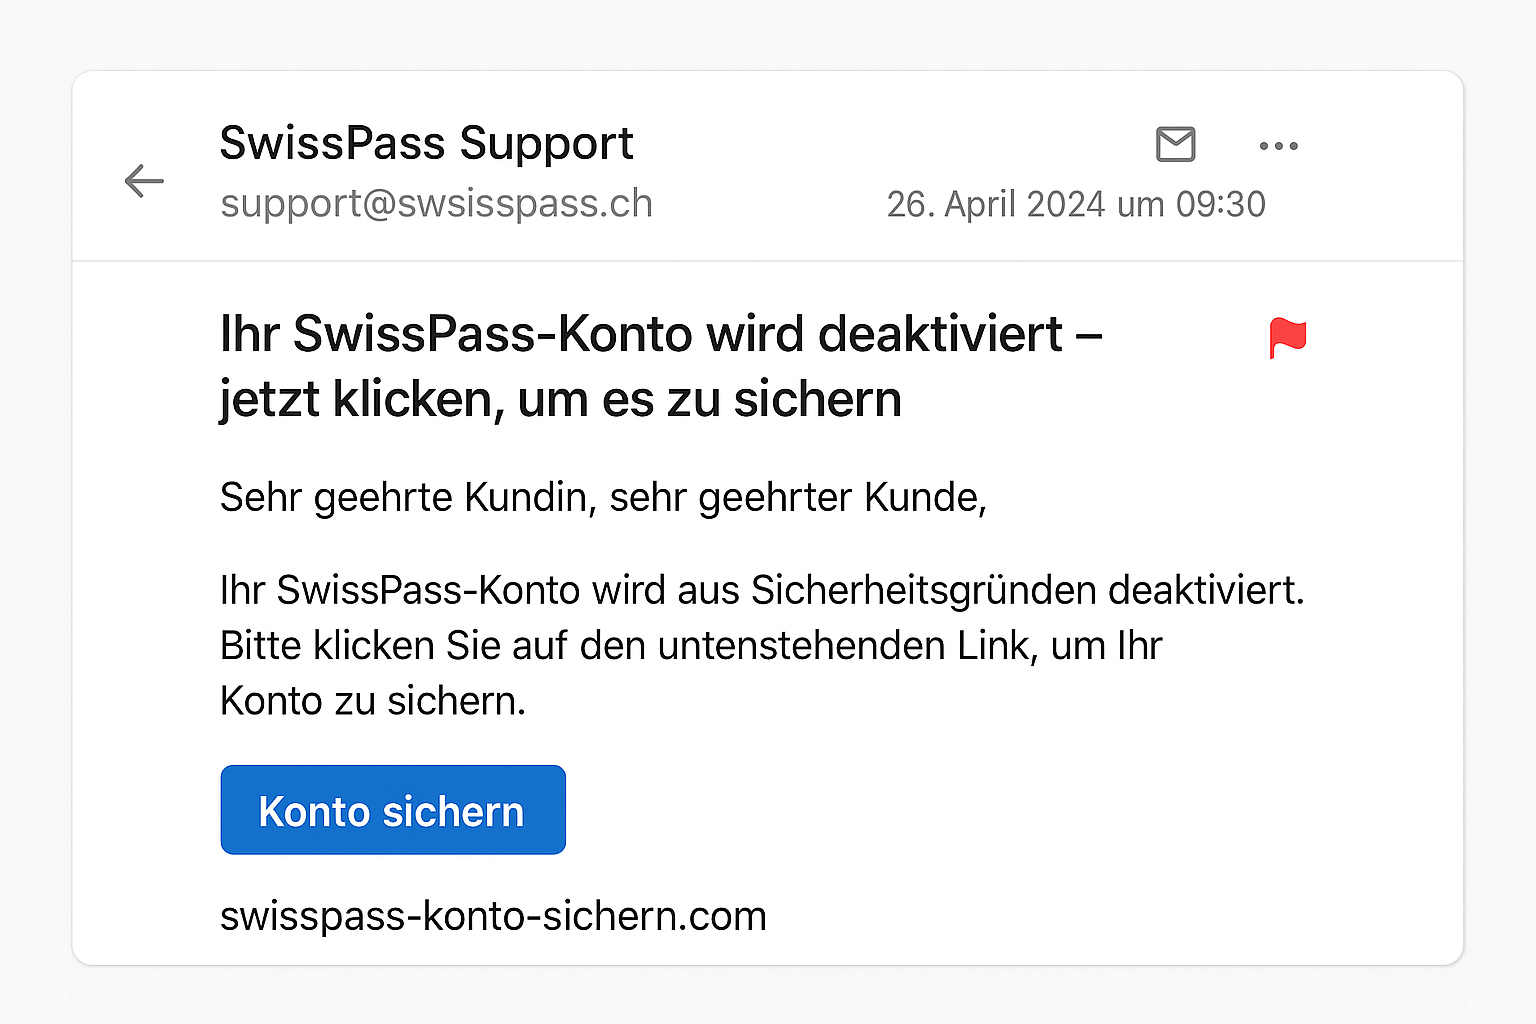 SwissPass Support
support@swsisspass.ch
26. April 2024 um 09:30
Ihr SwissPass-Konto wird deaktiviert –
jetzt klicken, um es zu sichern
Sehr geehrte Kundin, sehr geehrter Kunde,
Ihr SwissPass-Konto wird aus Sicherheitsgründen deaktiviert.
Bitte klicken Sie auf den untenstehenden Link, um Ihr
Konto zu sichern.
Konto sichern
swisspass-konto-sichern.com